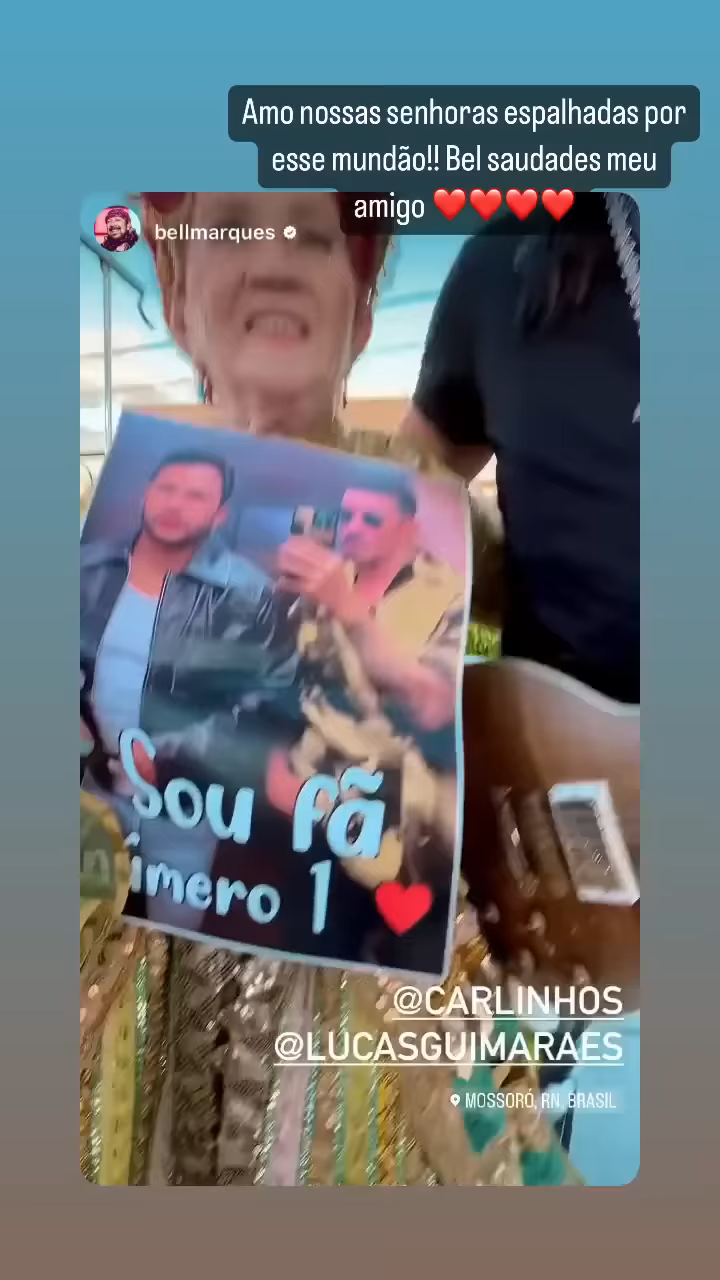 Amo nossas senhoras espalhadas por
esse mundão!! Bel saudades meu
amigo ❤️❤️❤️❤️
bellmarques
Sou fã
número 1 ❤️
@CARLINHOS
@LUCASGUIMARAES
MOSSORÓ, RN, BRASIL